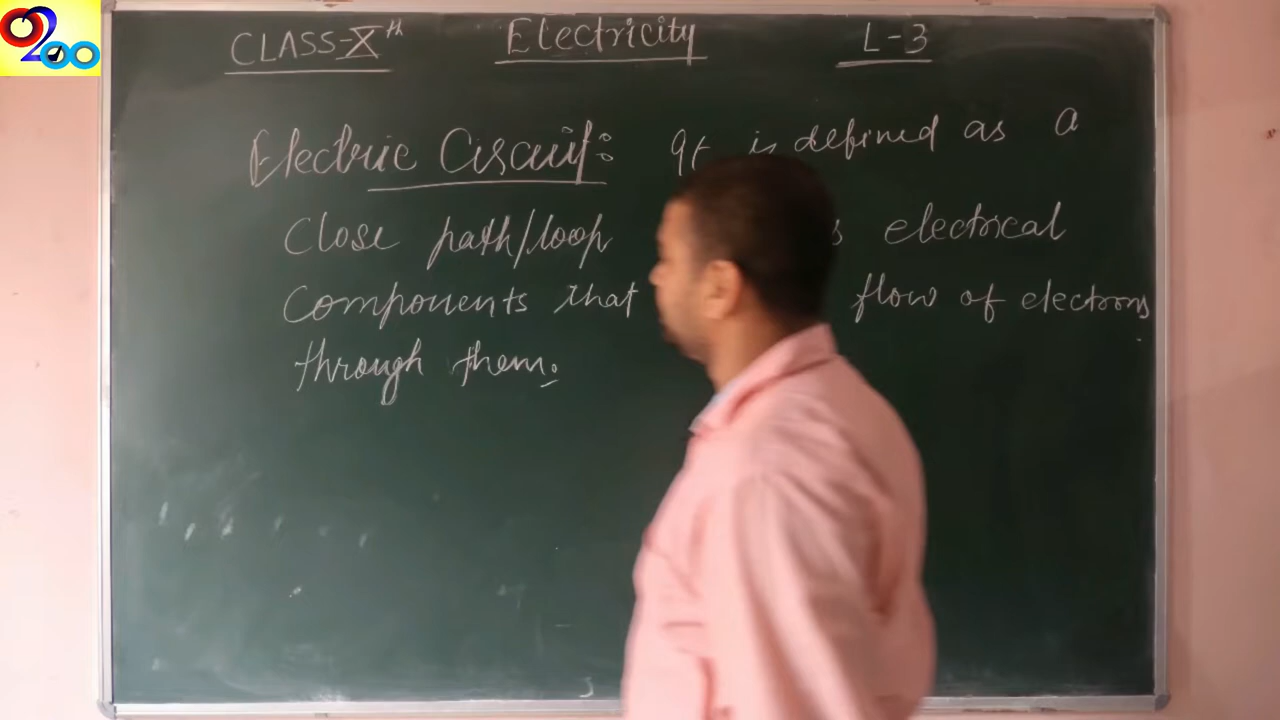 CLASS-Xth Electricity L-3
Electric Circuit: It is defined as a
Close path/loop electrical
Components that flow of electrons
through them.